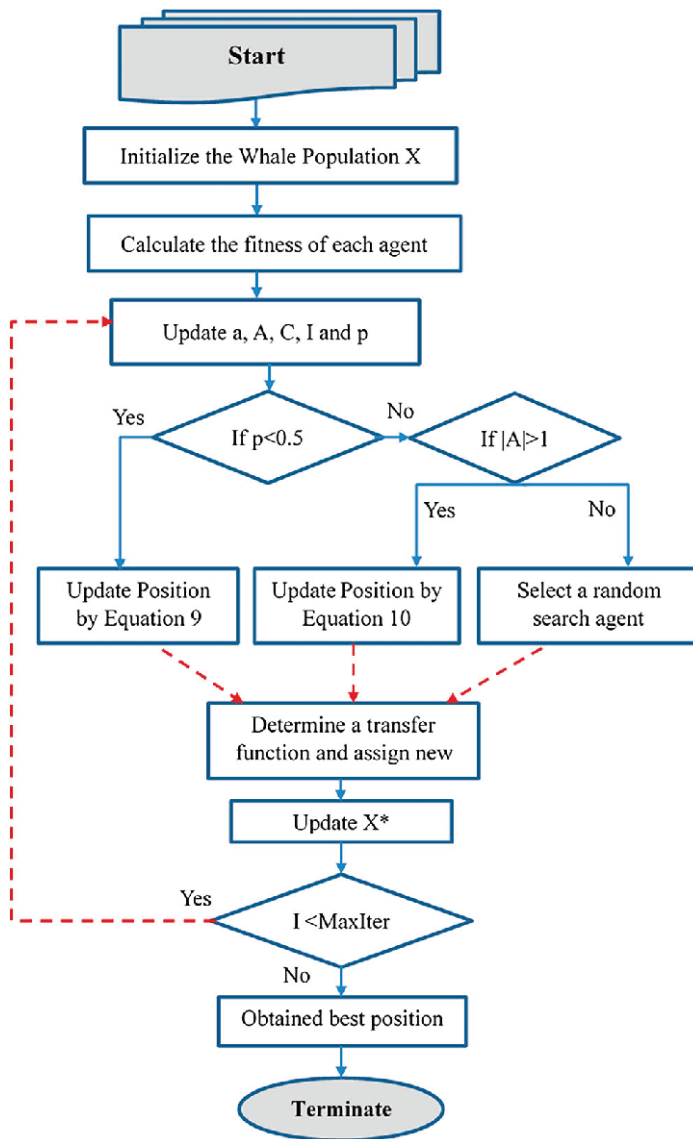 Start
Initialize the Whale Population X
Calculate the fitness of each agent
Update a, A, C, I and p
Yes
If p<0.5
No
If |A|>1
Yes
No
Update Position
by Equation 9
Update Position by
Equation 10
Select a random
search agent
Determine a transfer
function and assign new
Update X*
Yes
I <MaxIter
No
Obtained best position
Terminate